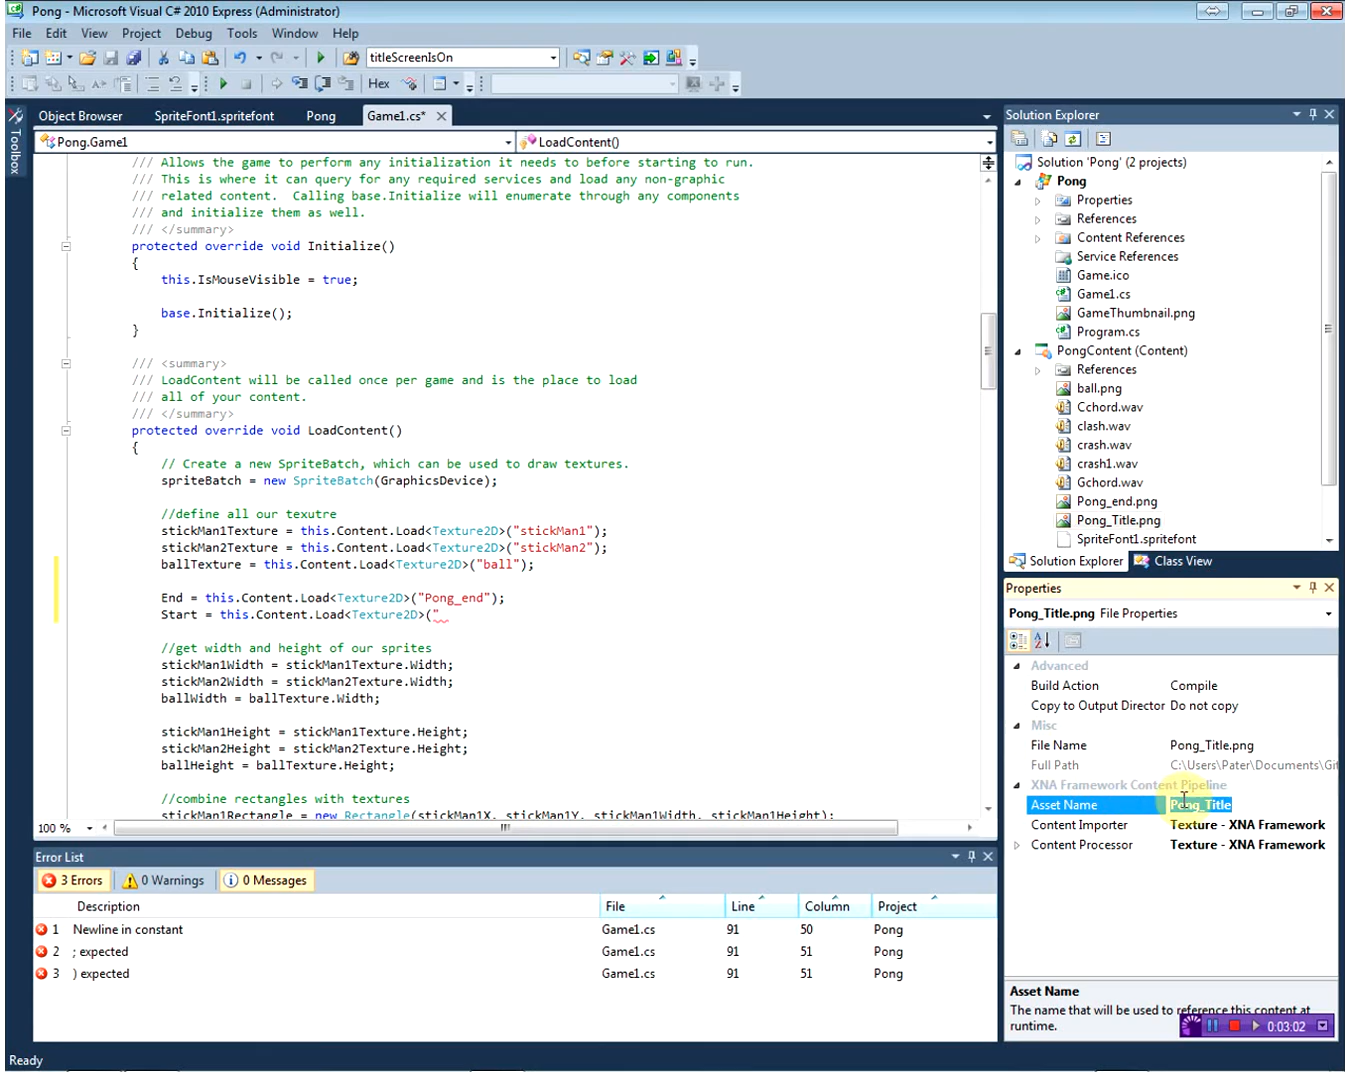 Pong - Microsoft Visual C# 2010 Express (Administrator)
File Edit View Project Debug Tools Window Help
titleScreenIsOn
Hex
Object Browser SpriteFont1.spritefont Pong Game1.cs*
Pong.Game1 LoadContent()
Toolbox
/// Allows the game to perform any initialization it needs to before starting to run.
/// This is where it can query for any required services and load any non-graphic
/// related content.  Calling base.Initialize will enumerate through any components
/// and initialize them as well.
/// </summary>
protected override void Initialize()
{
this.IsMouseVisible = true;
base.Initialize();
}
/// <summary>
/// LoadContent will be called once per game and is the place to load
/// all of your content.
/// </summary>
protected override void LoadContent()
{
// Create a new SpriteBatch, which can be used to draw textures.
spriteBatch = new SpriteBatch(GraphicsDevice);
//define all our texutre
stickMan1Texture = this.Content.Load<Texture2D>("stickMan1");
stickMan2Texture = this.Content.Load<Texture2D>("stickMan2");
ballTexture = this.Content.Load<Texture2D>("ball");
End = this.Content.Load<Texture2D>("Pong_end");
Start = this.Content.Load<Texture2D>("
//get width and height of our sprites
stickMan1Width = stickMan1Texture.Width;
stickMan2Width = stickMan2Texture.Width;
ballWidth = ballTexture.Width;
stickMan1Height = stickMan1Texture.Height;
stickMan2Height = stickMan2Texture.Height;
ballHeight = ballTexture.Height;
//combine rectangles with textures
stickMan1Rectangle = new Rectangle(stickMan1X, stickMan1Y, stickMan1Width, stickMan1Height);
100 %
Error List
3 Errors 0 Warnings 0 Messages
Description File Line Column Project
1 Newline in constant Game1.cs 91 50 Pong
2 ; expected Game1.cs 91 51 Pong
3 ) expected Game1.cs 91 51 Pong
Ready
Solution Explorer
Solution 'Pong' (2 projects)
Pong
Properties
References
Content References
Service References
Game.ico
Game1.cs
GameThumbnail.png
Program.cs
PongContent (Content)
References
ball.png
Cchord.wav
clash.wav
crash.wav
crash1.wav
Gchord.wav
Pong_end.png
Pong_Title.png
SpriteFont1.spritefont
Solution Explorer Class View
Properties
Pong_Title.png File Properties
Advanced
Build Action Compile
Copy to Output Director Do not copy
Misc
File Name Pong_Title.png
Full Path C:\Users\Pater\Documents\Git
XNA Framework Content Pipeline
Asset Name Pong_Title
Content Importer Texture - XNA Framework
Content Processor Texture - XNA Framework
Asset Name
The name that will be used to reference this content at
runtime.
0:03:02